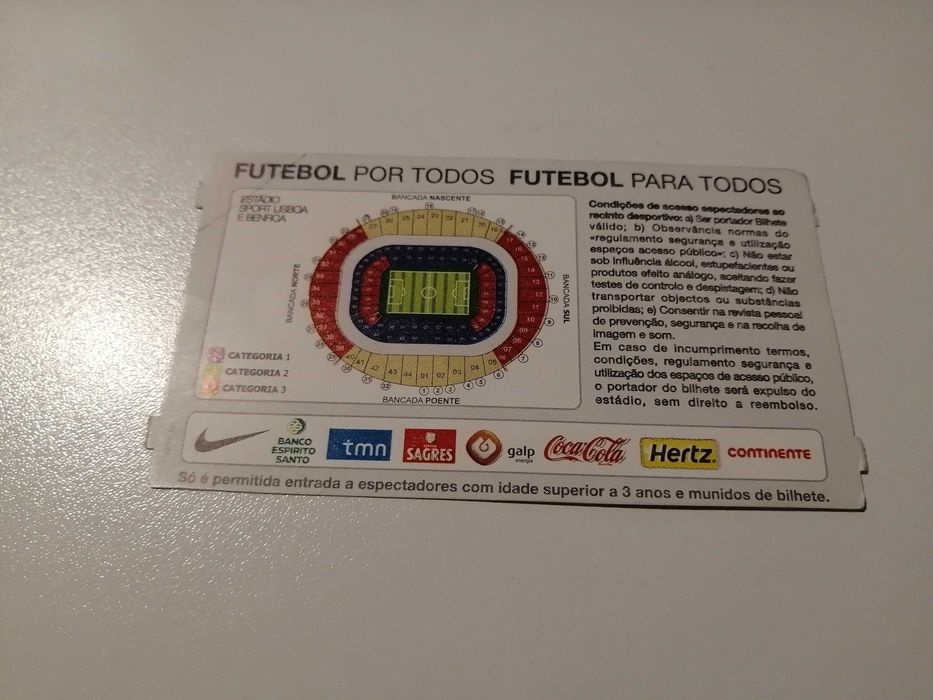 FUTEBOL POR TODOS FUTEBOL PARA TODOS
ESTÁDIO
SPORT LISBOA
E BENFICA
BANCADA NASCENTE
BANCADA NORTE
BANCADA SUL
BANCADA POENTE
CATEGORIA 1
CATEGORIA 2
CATEGORIA 3
Condições de acesso espectadores ao
recinto desportivo: a) Ser portador Bilhete
válido; b) Observância normas do
«regulamento segurança e utilização
espaços acesso público»; c) Não estar
sob influência álcool, estupefacientes ou
produtos efeito análogo, aceitando fazer
testes de controlo e despistagem; d) Não
transportar objectos ou substâncias
proibidas; e) Consentir na revista pessoal
de prevenção, segurança e na recolha de
imagem e som.
Em caso de incumprimento termos,
condições, regulamento segurança e
utilização dos espaços de acesso público,
o portador do bilhete será expulso do
estádio, sem direito a reembolso.
BANCO
ESPIRITO
SANTO
tmn
SAGRES
galp
energia
Coca-Cola
Hertz
CONTINENTE
Só é permitida entrada a espectadores com idade superior a 3 anos e munidos de bilhete.